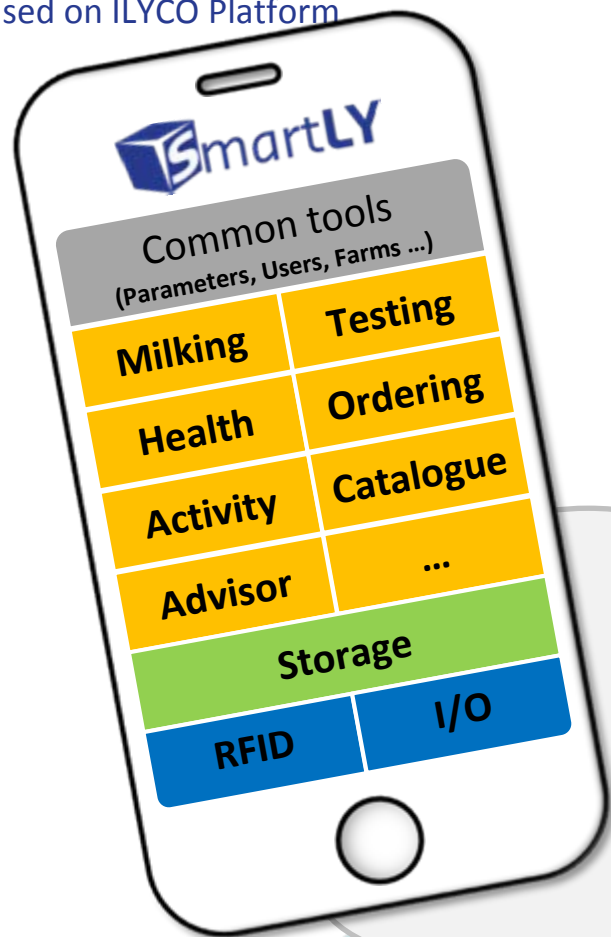 sed on ILYCO Platform
SmartLY
Common tools
(Parameters, Users, Farms ...)
Milking Testing
Health Ordering
Activity Catalogue
Advisor ...
Storage
RFID I/O